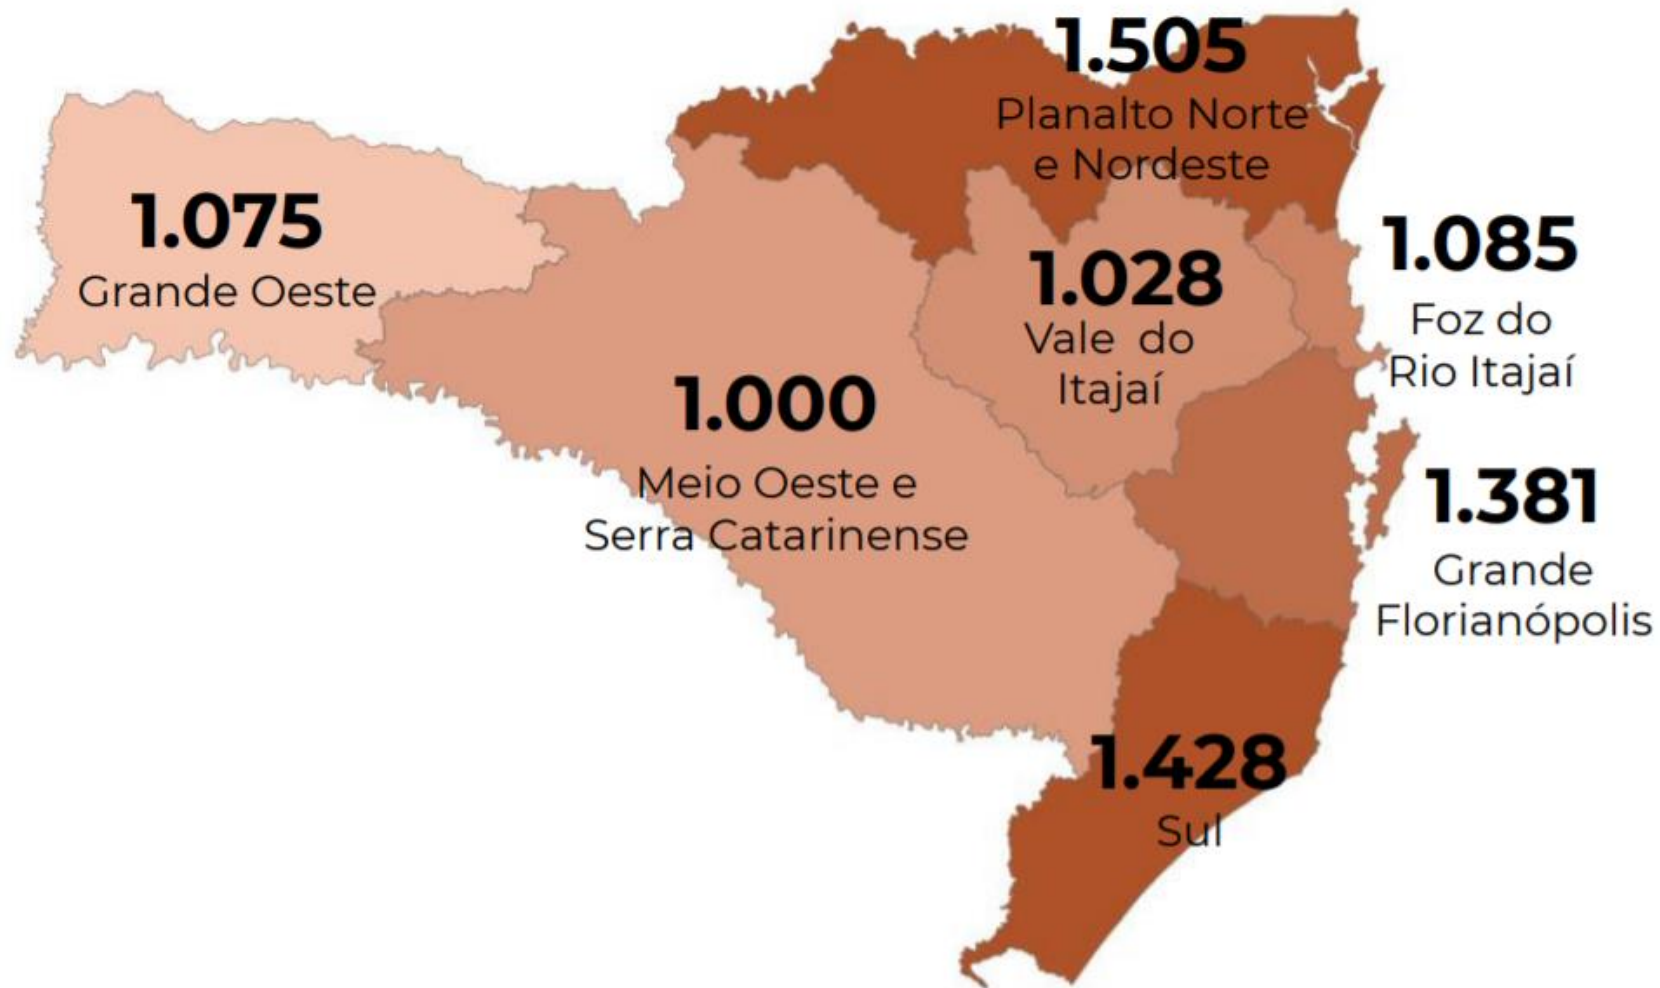 1.505
Planalto Norte
e Nordeste
1.075
Grande Oeste
1.028
Vale do
Itajaí
1.085
Foz do
Rio Itajaí
1.000
Meio Oeste e
Serra Catarinense
1.381
Grande
Florianópolis
1.428
Sul